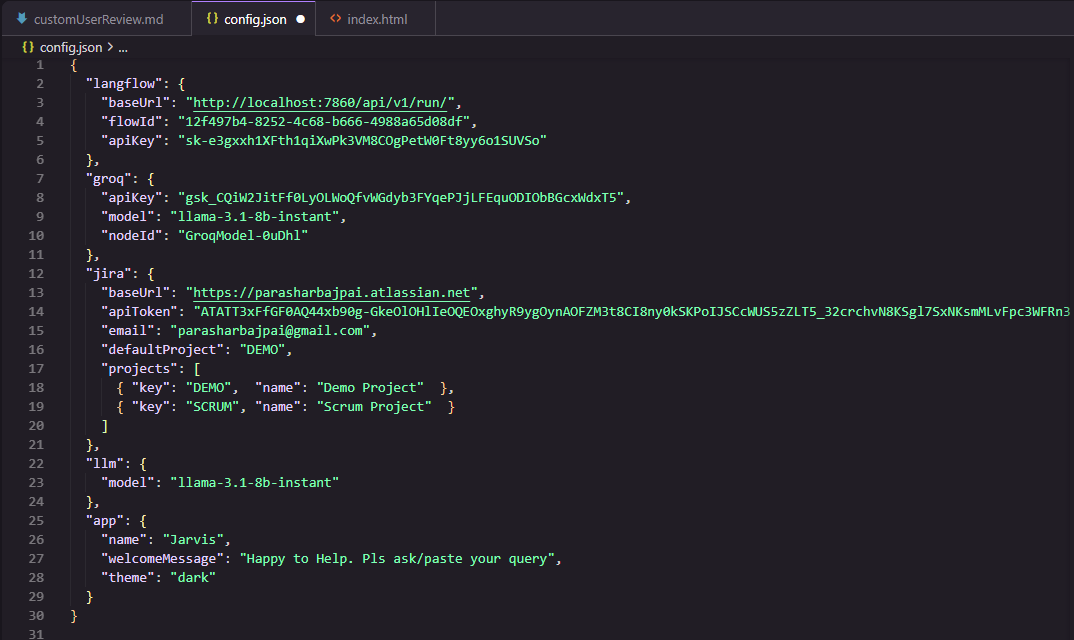 customUserReview.md
{} config.json ●
<> index.html
{} config.json > ...
1 {
2 "langflow": {
3 "baseUrl": "http://localhost:7860/api/v1/run/",
4 "flowId": "12f497b4-8252-4c68-b666-4988a65d08df",
5 "apiKey": "sk-e3gxxh1XFth1qiXwPk3VM8COgPetW0Ft8yy6o1SUVSo"
6 },
7 "groq": {
8 "apiKey": "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",
9 "model": "llama-3.1-8b-instant",
10 "nodeId": "GroqModel-0uDhl"
11 },
12 "jira": {
13 "baseUrl": "https://parasharbajpai.atlassian.net",
14 "apiToken": "ATATT3xFfGF0AQ44xb90g-GkeOlOHlIeOQEOxghyR9ygOynAOFZM3t8CI8ny0kSKPoIJSCcWUS5zZLT5_32crchvN8KSgl7SxNKsmMLvFpc3WFRn3
15 "email": "parasharbajpai@gmail.com",
16 "defaultProject": "DEMO",
17 "projects": [
18 { "key": "DEMO", "name": "Demo Project" },
19 { "key": "SCRUM", "name": "Scrum Project" }
20 ]
21 },
22 "llm": {
23 "model": "llama-3.1-8b-instant"
24 },
25 "app": {
26 "name": "Jarvis",
27 "welcomeMessage": "Happy to Help. Pls ask/paste your query",
28 "theme": "dark"
29 }
30 }
31